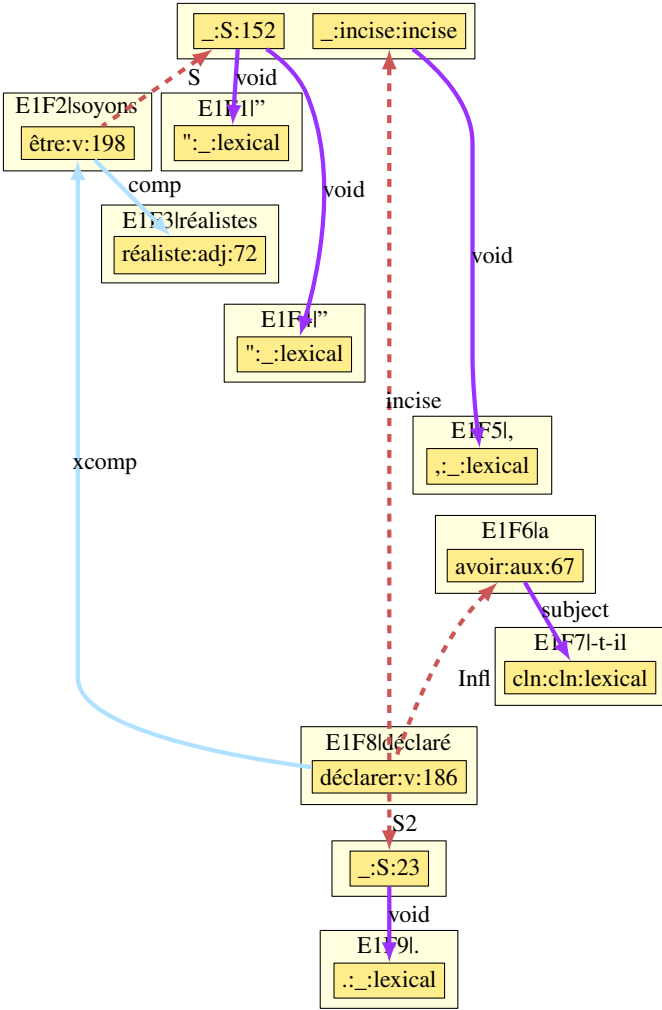 _:S:152 _:incise:incise
S void
E1F2|soyons E1F1|”
être:v:198 ":_:lexical
comp void
E1F3|réalistes
réaliste:adj:72
E1F4|”
":_:lexical
incise
E1F5|,
,:_:lexical
xcomp
void
E1F6|a
avoir:aux:67
subject
E1F7|-t-il
Infl cln:cln:lexical
E1F8|déclaré
déclarer:v:186
S2
_:S:23
void
E1F9|.
.:_:lexical